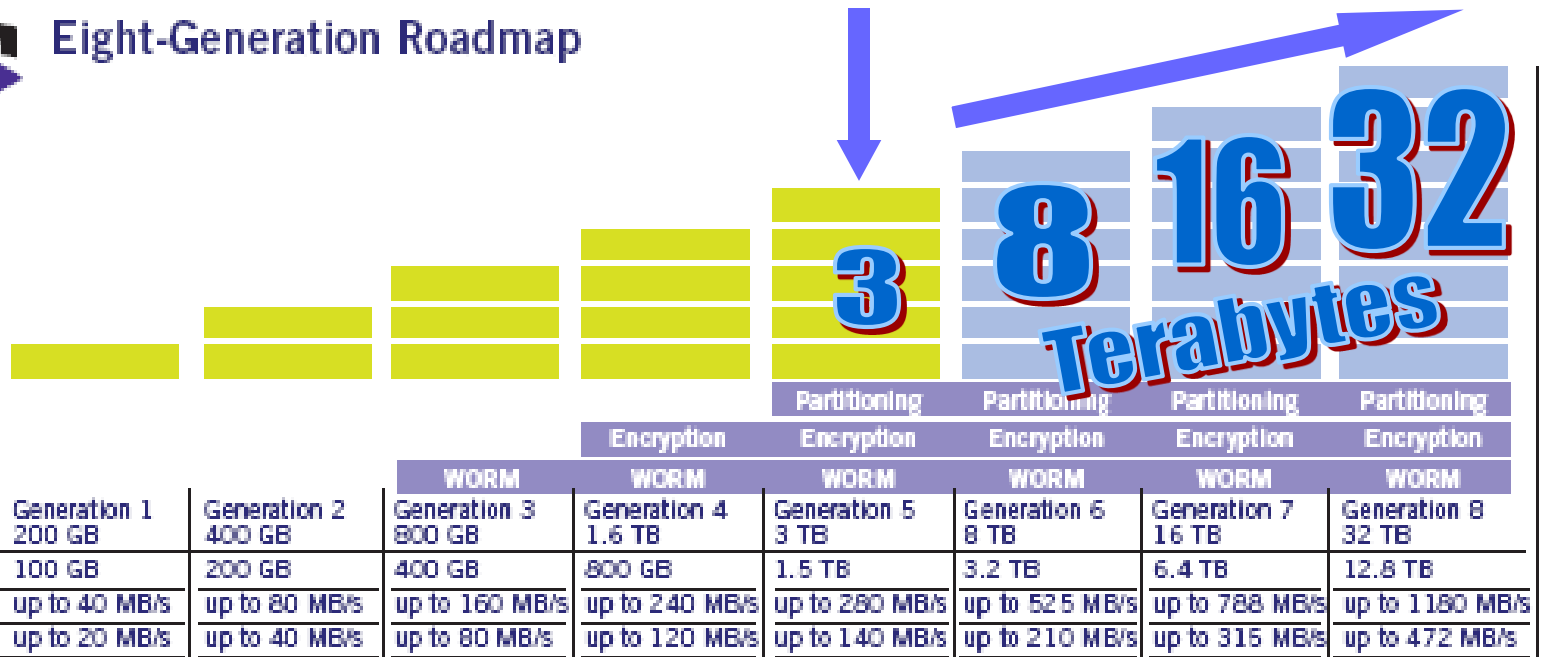 Eight-Generation Roadmap
3 8 16 32
Terabytes
Partitioning Partitioning Partitioning Partitioning
Encryption Encryption Encryption Encryption Encryption
WORM WORM WORM WORM WORM WORM
Generation 1 Generation 2 Generation 3 Generation 4 Generation 5 Generation 6 Generation 7 Generation 8
200 GB 400 GB 800 GB 1.6 TB 3 TB 8 TB 16 TB 32 TB
100 GB 200 GB 400 GB 800 GB 1.5 TB 3.2 TB 6.4 TB 12.8 TB
up to 40 MB/s up to 80 MB/s up to 160 MB/s up to 240 MB/s up to 280 MB/s up to 525 MB/s up to 788 MB/s up to 1180 MB/s
up to 20 MB/s up to 40 MB/s up to 80 MB/s up to 120 MB/s up to 140 MB/s up to 210 MB/s up to 315 MB/s up to 472 MB/s